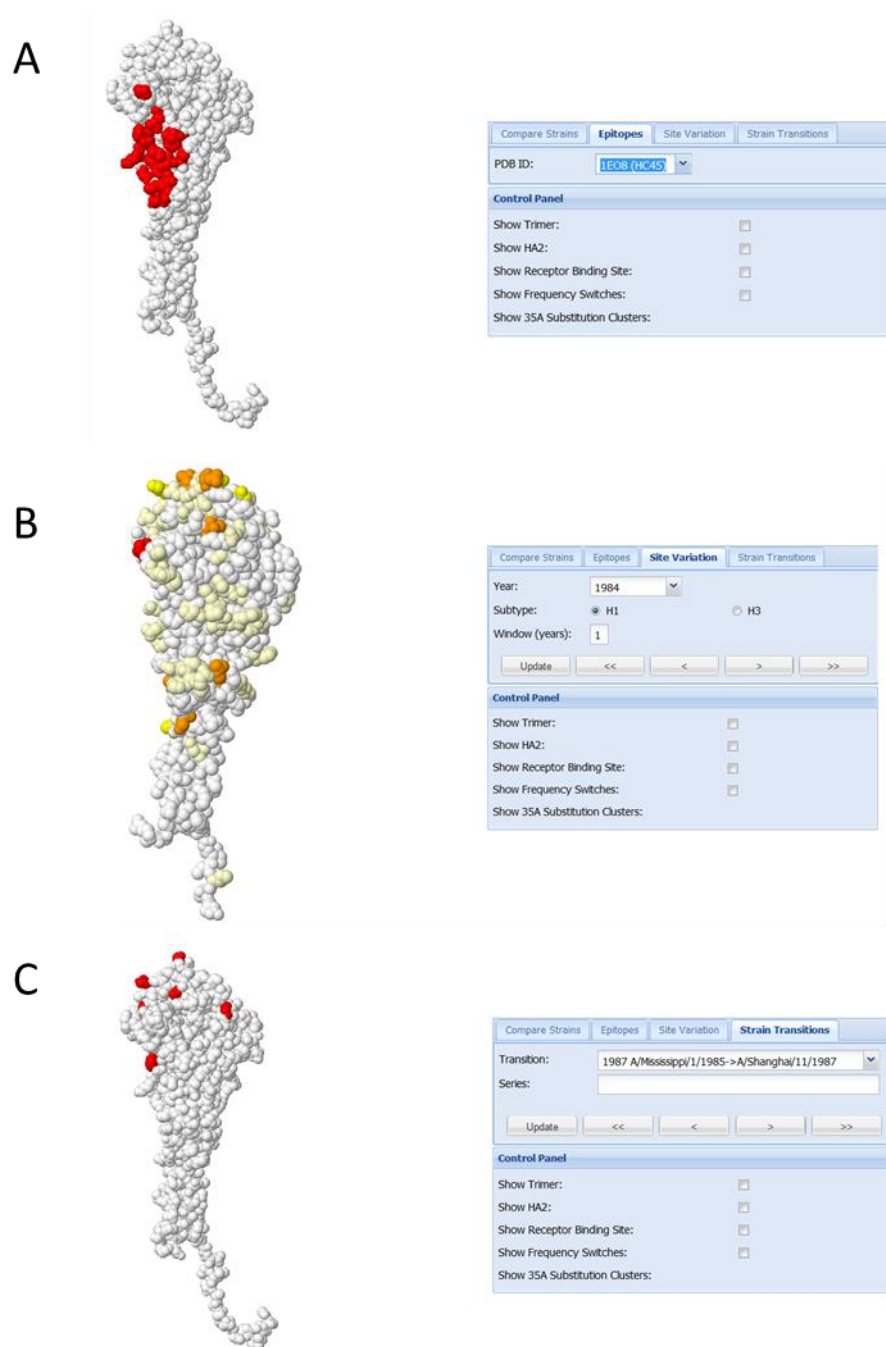 A
Compare Strains Epitopes Site Variation Strain Transitions
PDB ID: 1EO8 (HC45)
Control Panel
Show Trimer:
Show HA2:
Show Receptor Binding Site:
Show Frequency Switches:
Show 35A Substitution Clusters:
B
Compare Strains Epitopes Site Variation Strain Transitions
Year: 1984
Subtype: H1 H3
Window (years): 1
Update << < > >>
Control Panel
Show Trimer:
Show HA2:
Show Receptor Binding Site:
Show Frequency Switches:
Show 35A Substitution Clusters:
C
Compare Strains Epitopes Site Variation Strain Transitions
Transition: 1987 A/Mississippi/1/1985->A/Shanghai/11/1987
Series:
Update << < > >>
Control Panel
Show Trimer:
Show HA2:
Show Receptor Binding Site:
Show Frequency Switches:
Show 35A Substitution Clusters: